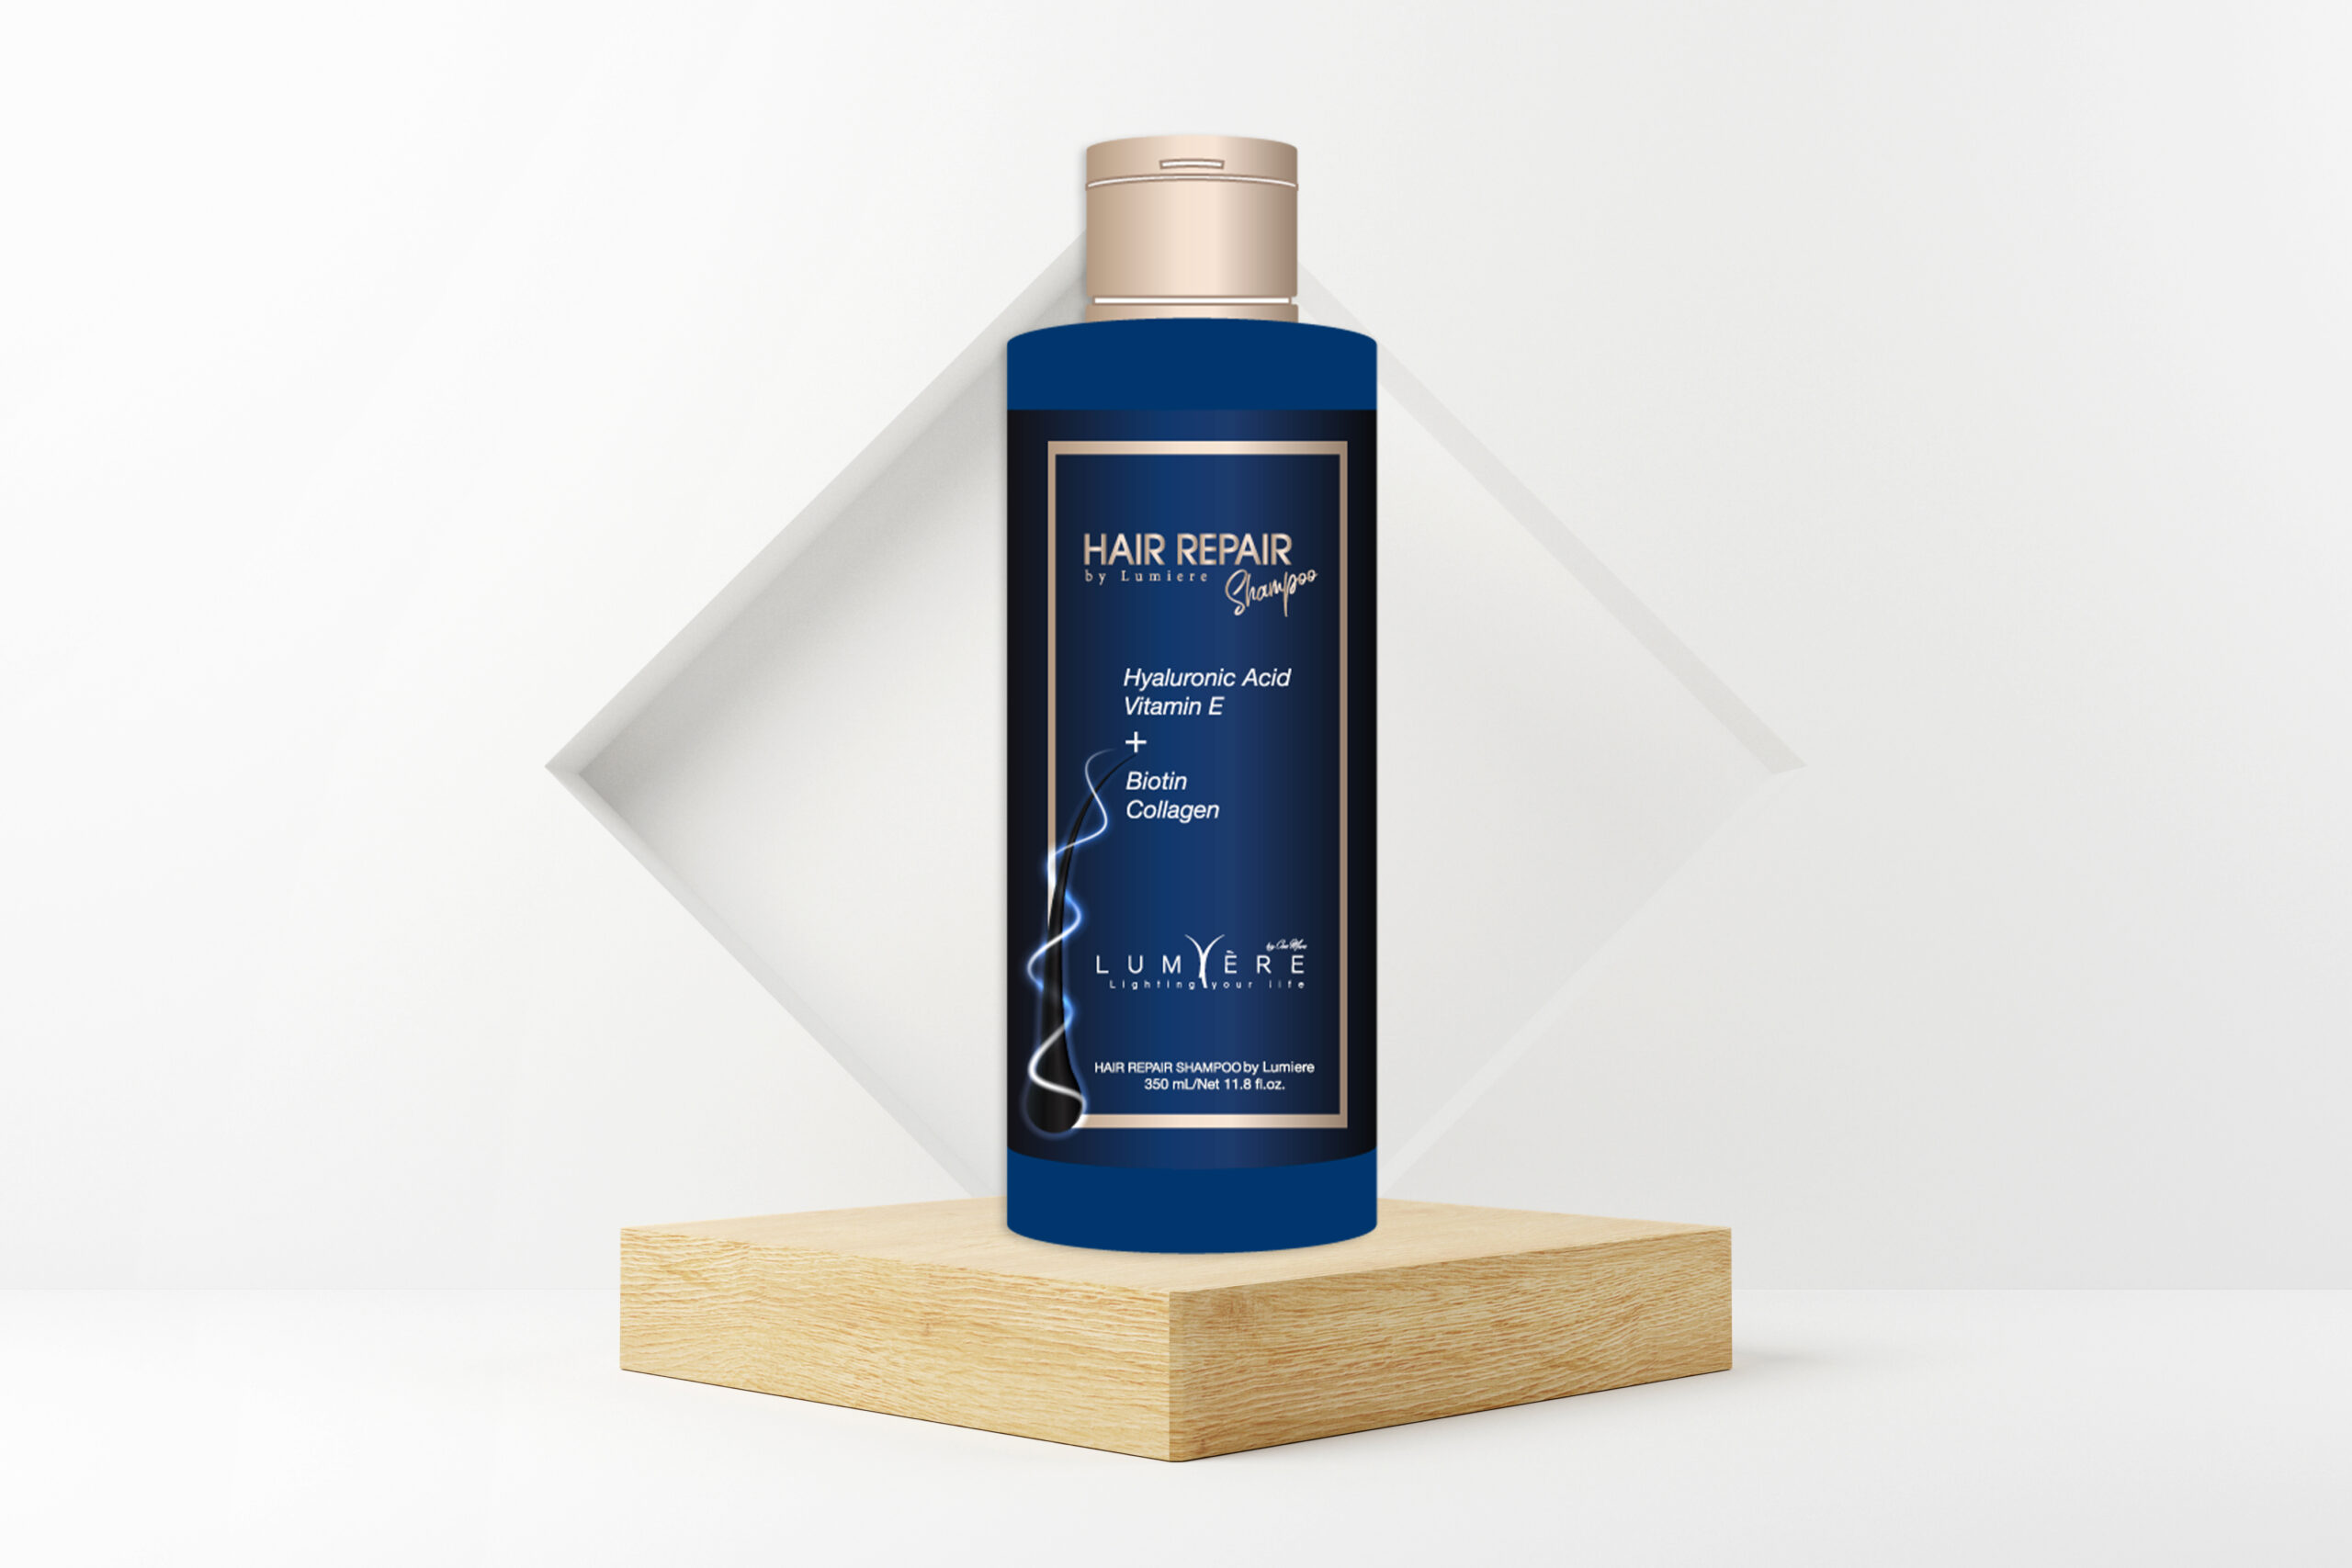 HAIR REPAIR
by Lumiere Shampoo
Hyaluronic Acid
Vitamin E
+
Biotin
Collagen
LUMYÈRE
Lighting your life
HAIR REPAIR SHAMPOO by Lumiere
350 mL/Net 11.8 fl.oz.